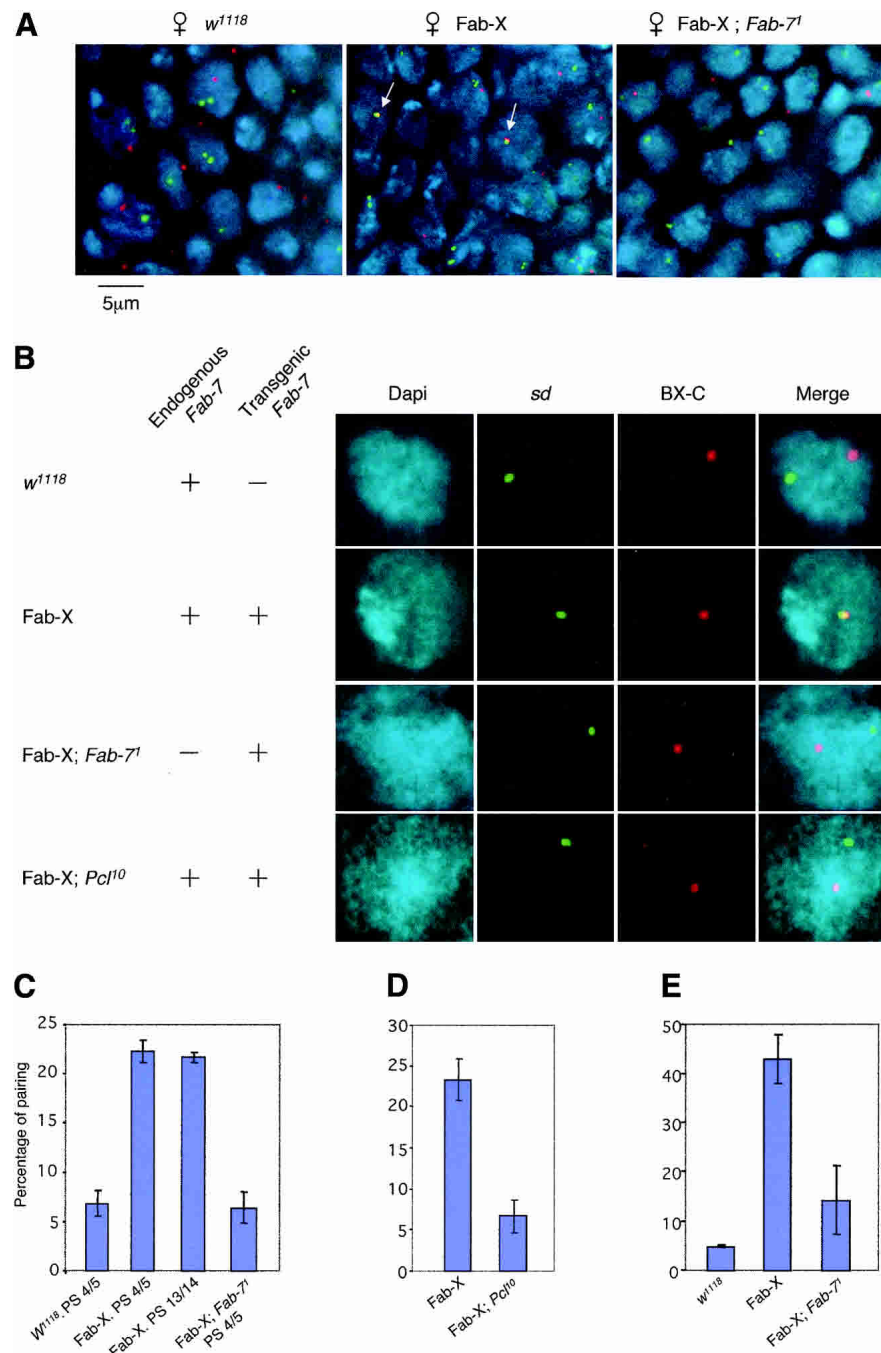 A
♀ w1118
♀ Fab-X
♀ Fab-X ; Fab-71
5μm
B
Endogenous Fab-7
Transgenic Fab-7
Dapi
sd
BX-C
Merge
w1118 + −
Fab-X + +
Fab-X; Fab-71 − +
Fab-X; Pcl10 + +
C
D
E
Percentage of pairing
25
20
15
10
5
0
W1118. PS 4/5
Fab-X. PS 4/5
Fab-X. PS 13/14
Fab-X; Fab-71
PS 4/5
30
25
20
15
10
5
0
Fab-X
Fab-X; Pcl10
50
40
30
20
10
0
w1118
Fab-X
Fab-X; Fab-71